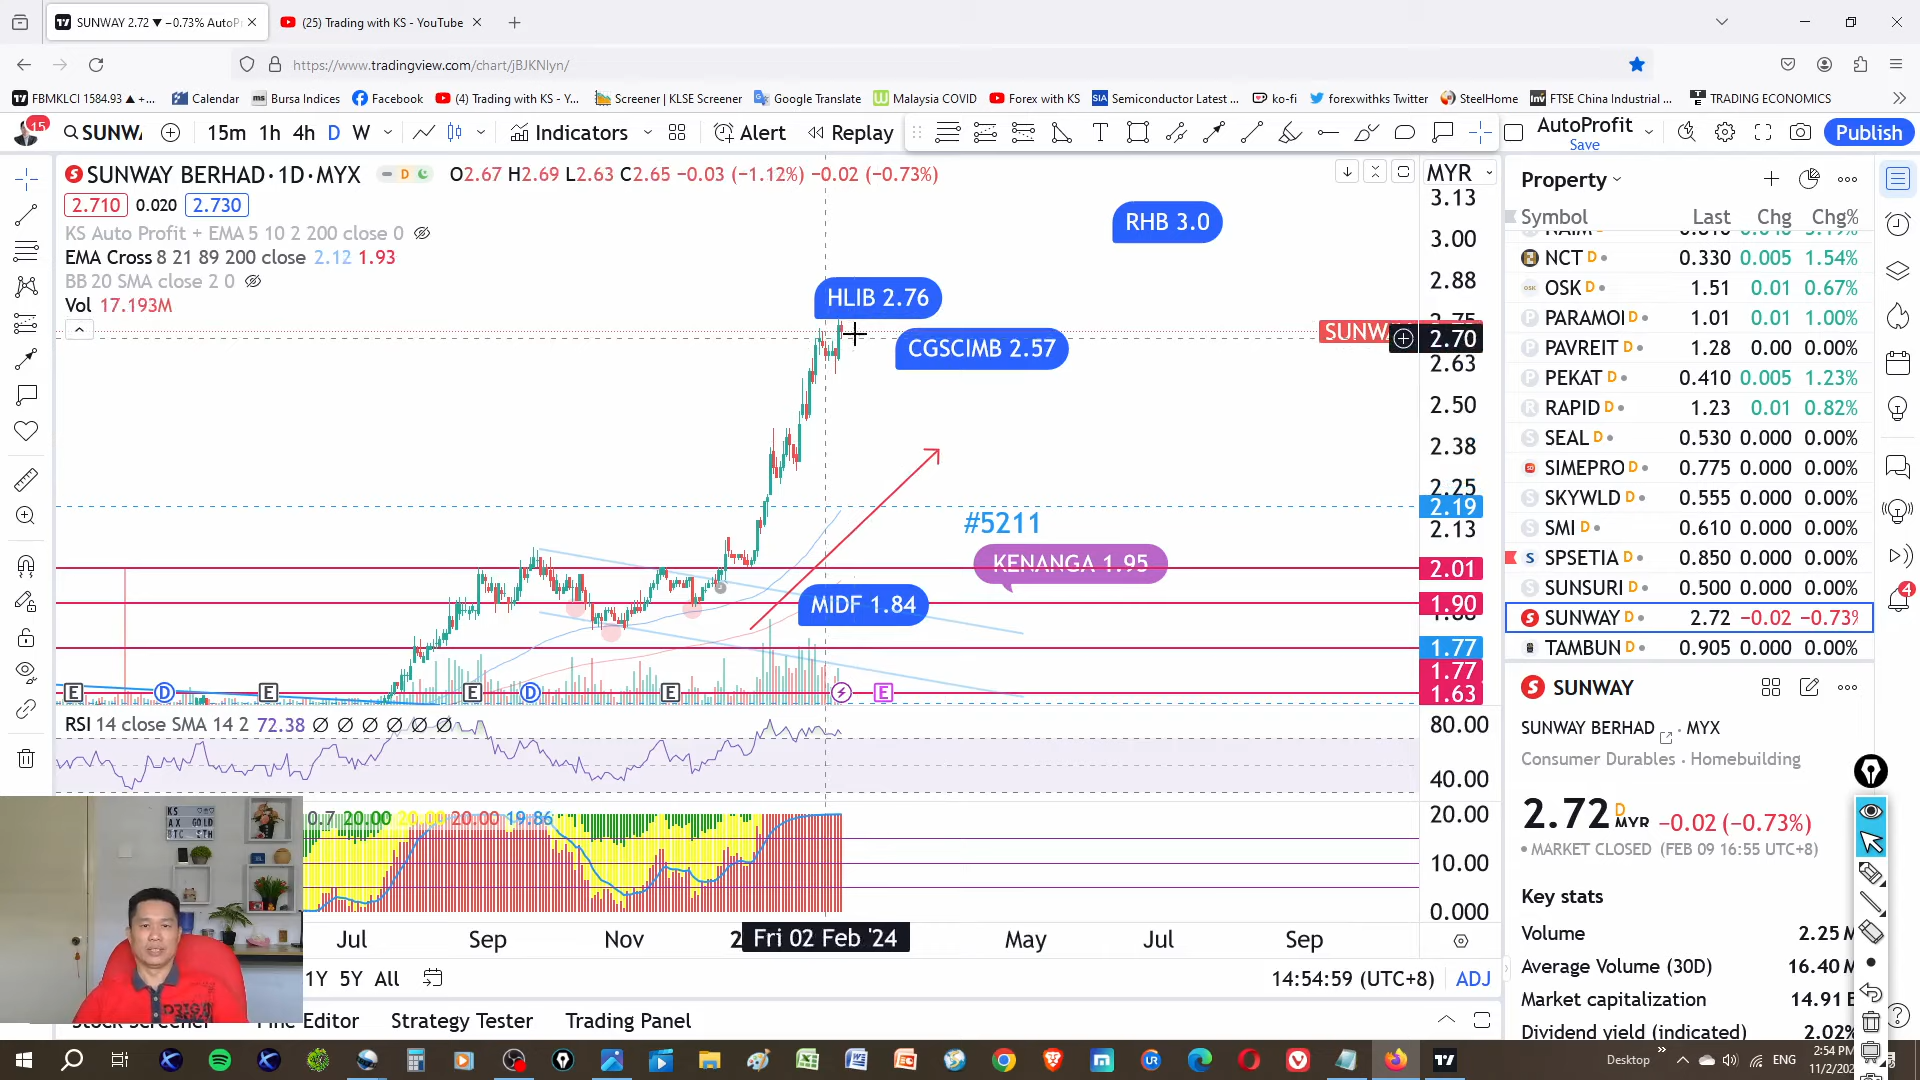 SUNWAY 2.72 ▼ −0.73% AutoP
(25) Trading with KS - YouTube
https://www.tradingview.com/chart/jBJKNlyn/
FBMKLCI 1584.93 ▲ +...
Calendar
Bursa Indices
Facebook
(4) Trading with KS - Y...
Screener | KLSE Screener
Google Translate
Malaysia COVID
Forex with KS
Semiconductor Latest ...
ko-fi
forexwithks Twitter
SteelHome
FTSE China Industrial ...
TRADING ECONOMICS
15
SUNW
15m 1h 4h D W
Indicators
Alert
Replay
AutoProfit
Save
Publish
SUNWAY BERHAD · 1D · MYX
D
O2.67 H2.69 L2.63 C2.65 −0.03 (−1.12%) −0.02 (−0.73%)
2.710 0.020 2.730
KS Auto Profit + EMA 5 10 2 200 close 0
EMA Cross 8 21 89 200 close 2.12 1.93
BB 20 SMA close 2 0
Vol 17.193M
RHB 3.0
HLIB 2.76
CGSCIMB 2.57
#5211
KENANGA 1.95
MIDF 1.84
MYR
3.13
3.00
2.88
2.70
2.63
2.50
2.38
2.25
2.19
2.13
2.01
1.90
1.77
1.77
1.63
E D E E D E E
RSI 14 close SMA 14 2 72.38 Ø Ø Ø Ø Ø Ø
80.00
40.00
0.7 20.00 20.00 20.00 19.86
20.00
10.00
0.000
Jul Sep Nov
Fri 02 Feb '24
May Jul Sep
1Y 5Y All
14:54:59 (UTC+8)
ADJ
Editor
Strategy Tester
Trading Panel
Property
Symbol Last Chg Chg%
NCT D 0.330 0.005 1.54%
OSK D 1.51 0.01 0.67%
PARAMOI D 1.01 0.01 1.00%
PAVREIT D 1.28 0.00 0.00%
PEKAT D 0.410 0.005 1.23%
RAPID D 1.23 0.01 0.82%
SEAL D 0.530 0.000 0.00%
SIMEPRO D 0.775 0.000 0.00%
SKYWLD D 0.555 0.000 0.00%
SMI D 0.610 0.000 0.00%
SPSETIA D 0.850 0.000 0.00%
SUNSURI D 0.500 0.000 0.00%
SUNWAY D 2.72 −0.02 −0.73%
TAMBUN D 0.905 0.000 0.00%
SUNWAY
SUNWAY BERHAD · MYX
Consumer Durables · Homebuilding
2.72 D MYR −0.02 (−0.73%)
MARKET CLOSED (FEB 09 16:55 UTC+8)
Key stats
Volume 2.25 M
Average Volume (30D) 16.40 M
Market capitalization 14.91 B
Dividend yield (indicated) 2.02%
4
Desktop
ENG
2:54 PM
11/2/202